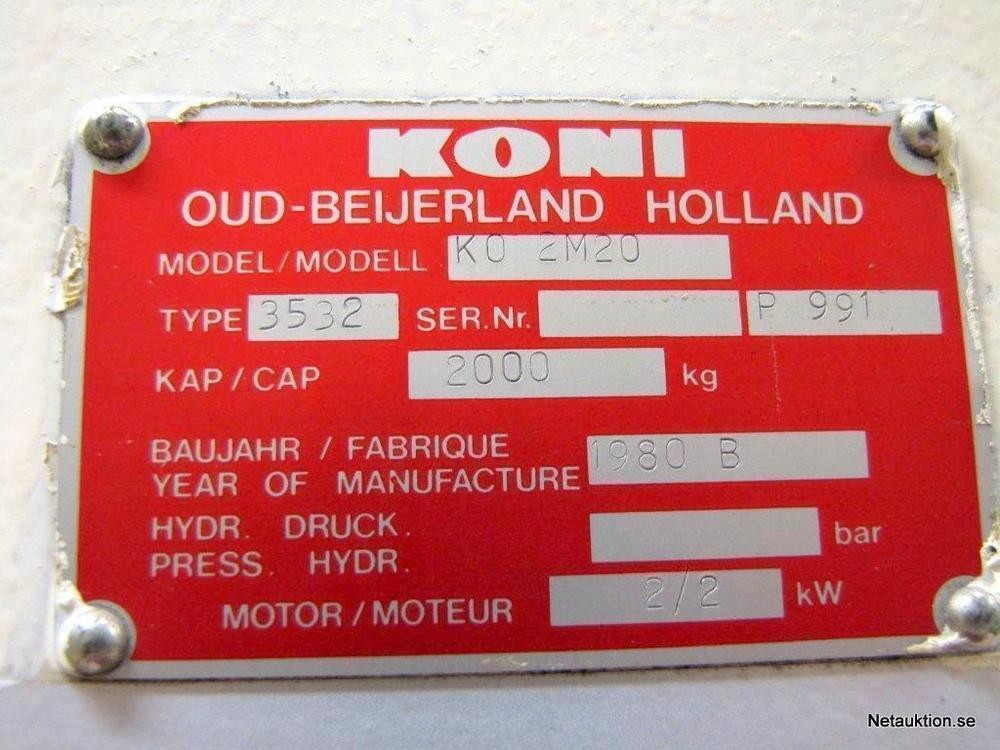 KONI
OUD-BEIJERLAND HOLLAND
MODEL/MODELL KO 2M20
TYPE 3532 SER.Nr. P 991
KAP/CAP 2000 kg
BAUJAHR / FABRIQUE
YEAR OF MANUFACTURE 1980 B
HYDR. DRUCK.
PRESS. HYDR. bar
MOTOR/MOTEUR 2/2 kW
Netauktion.se